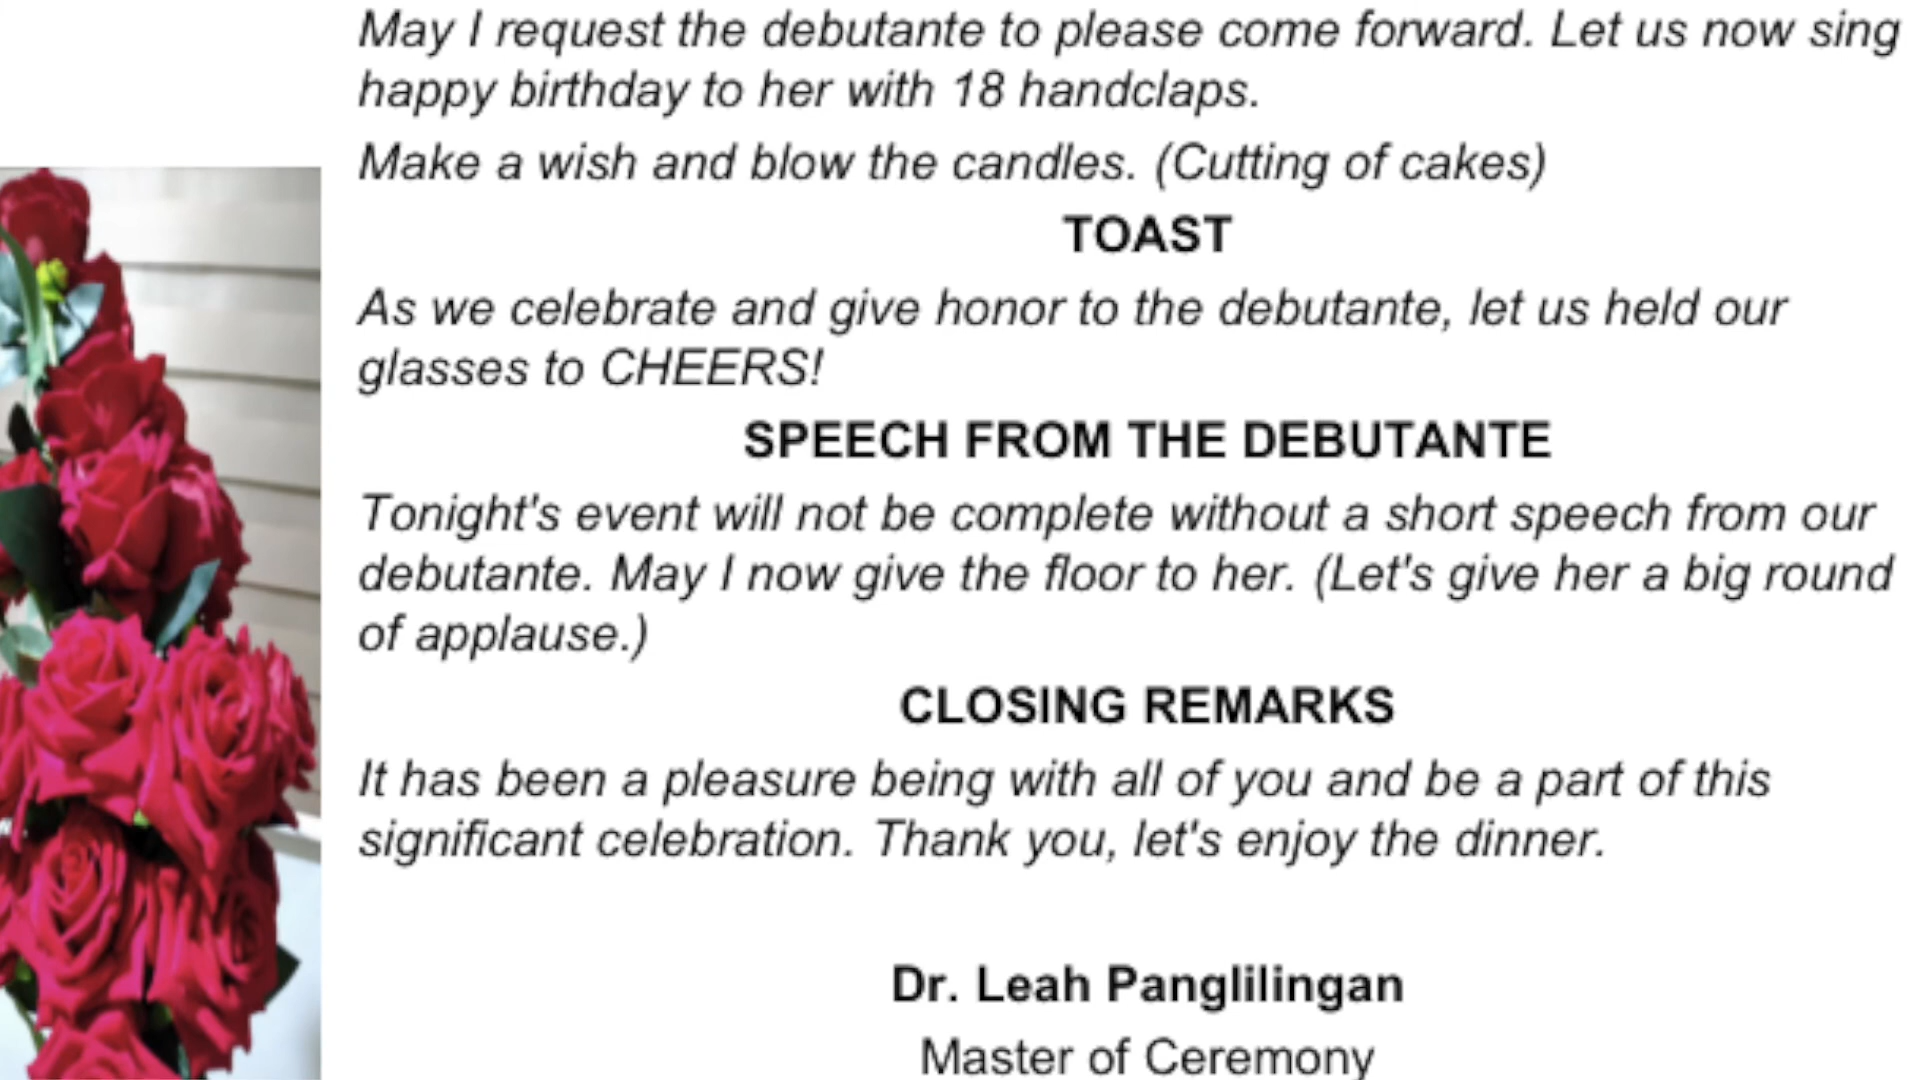 May I request the debutante to please come forward. Let us now sing
happy birthday to her with 18 handclaps.
Make a wish and blow the candles. (Cutting of cakes)
TOAST
As we celebrate and give honor to the debutante, let us held our
glasses to CHEERS!
SPEECH FROM THE DEBUTANTE
Tonight's event will not be complete without a short speech from our
debutante. May I now give the floor to her. (Let's give her a big round
of applause.)
CLOSING REMARKS
It has been a pleasure being with all of you and be a part of this
significant celebration. Thank you, let's enjoy the dinner.
Dr. Leah Panglilingan
Master of Ceremony